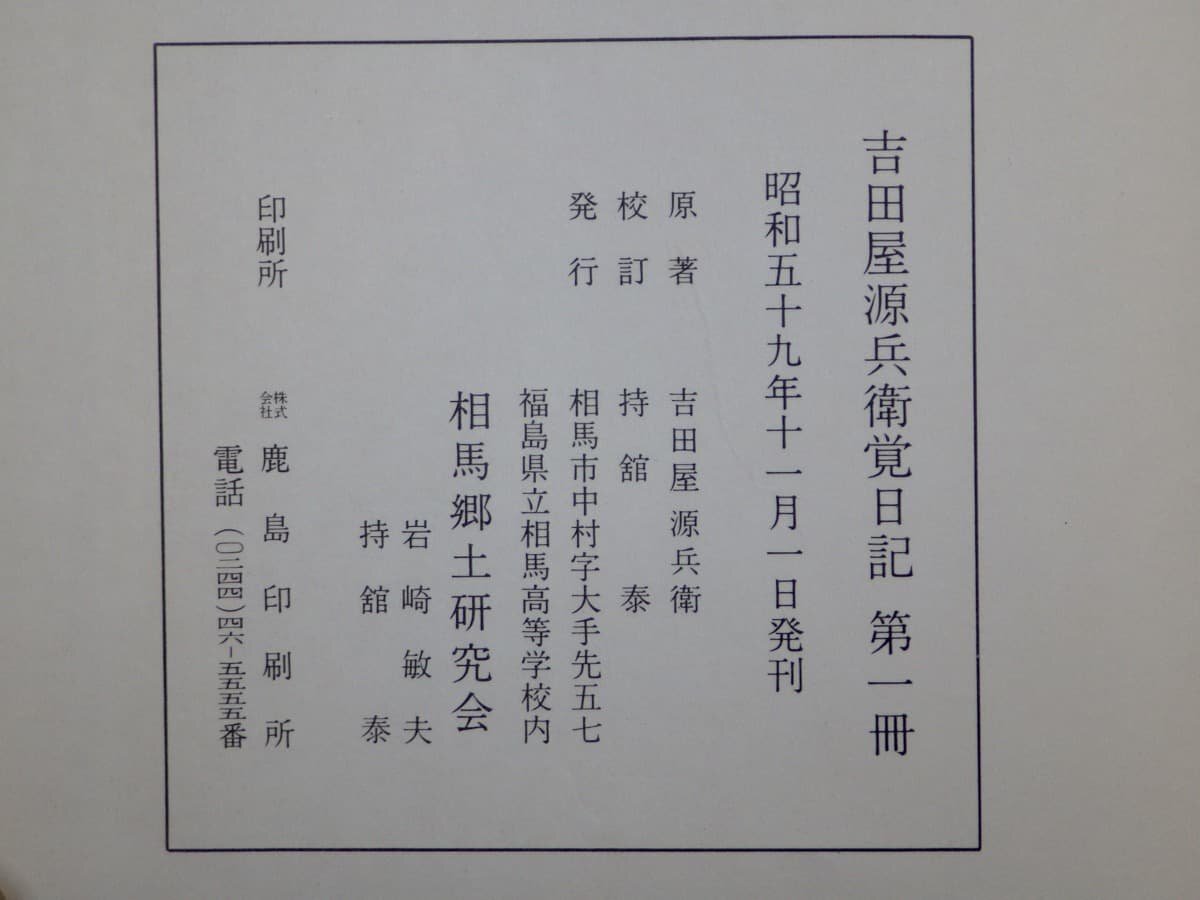 吉田屋源兵衛覚日記 第一冊
昭和五十九年十一月一日発刊
原著 吉田屋源兵衛
校訂 持舘泰
発行 相馬市中村字大手先五七
福島県立相馬高等学校内
相馬郷土研究会
岩崎敏夫
持舘泰
印刷所 株式会社 鹿島印刷所
電話(〇二四四)四六-五五五五番